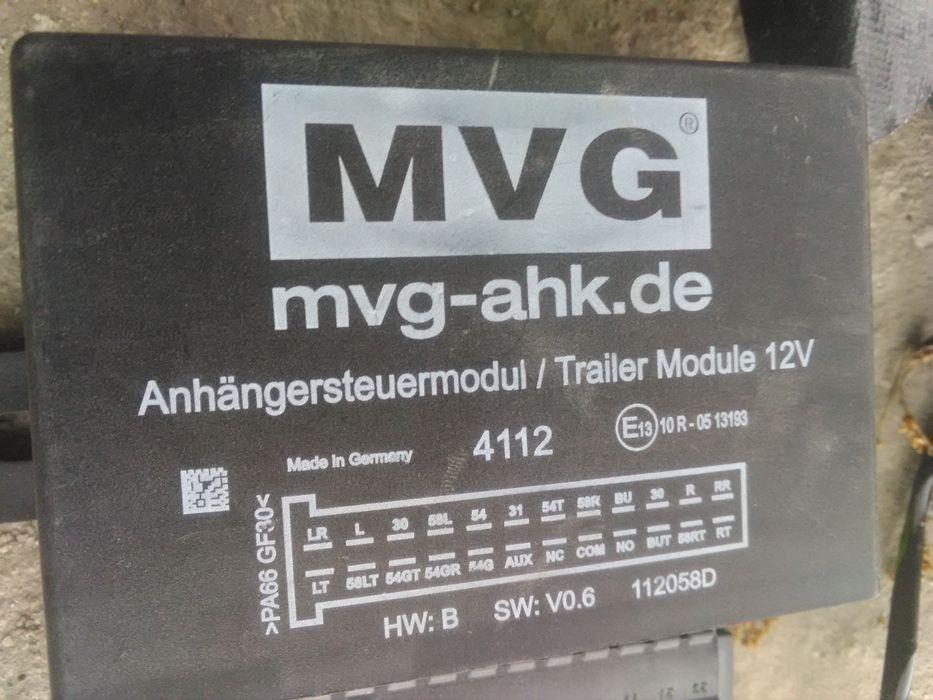 MVG®
mvg-ahk.de
Anhängersteuermodul / Trailer Module 12V
Made in Germany 4112 E13 10 R - 05 13193
>PA66 GF30<
LR L 30 58L 54 31 54T 58R BU 30 R RR
LT 58LT 54GT 54GR 54G AUX NC COM NO BUT 58RT RT
HW: B SW: V0.6 112058D